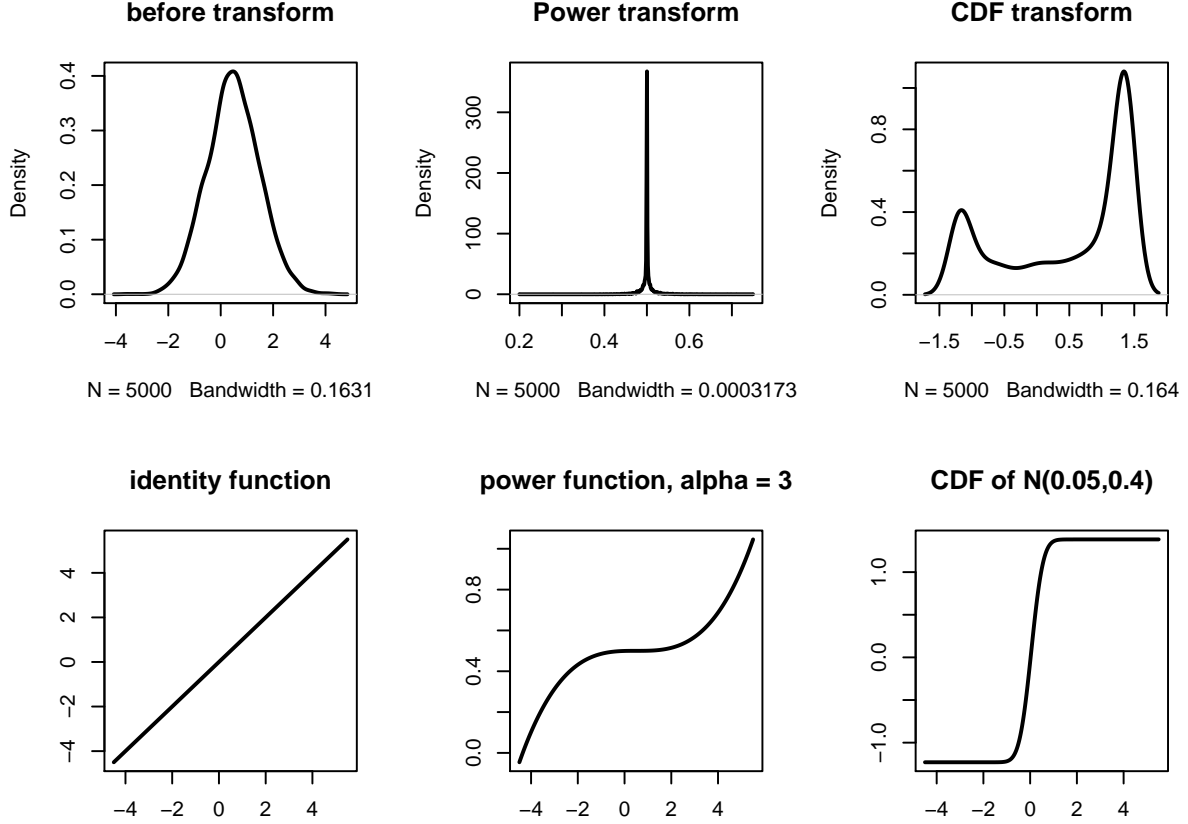 before transform
Density
0.0 0.1 0.2 0.3 0.4
−4 −2 0 2 4
N = 5000 Bandwidth = 0.1631
Power transform
Density
0 100 200 300
0.2 0.4 0.6
N = 5000 Bandwidth = 0.0003173
CDF transform
Density
0.0 0.4 0.8
−1.5 −0.5 0.5 1.5
N = 5000 Bandwidth = 0.164
identity function
−4 −2 0 2 4
−4 −2 0 2 4
power function, alpha = 3
0.0 0.4 0.8
−4 −2 0 2 4
CDF of N(0.05,0.4)
−1.0 0.0 1.0
−4 −2 0 2 4